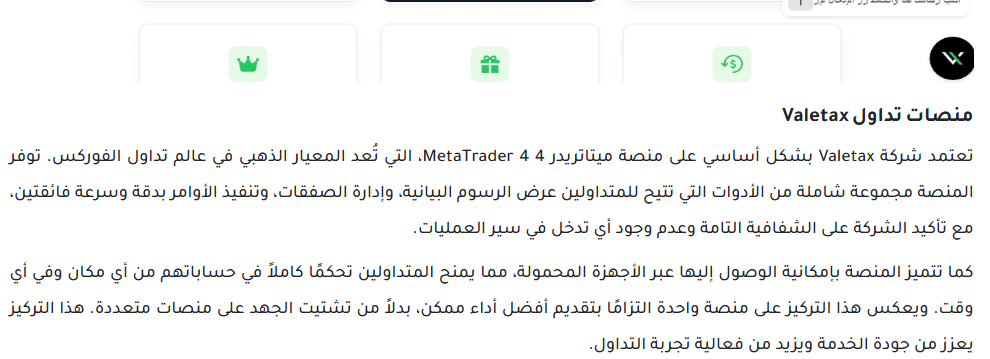 منصات تداول Valetax
تعتمد شركة Valetax بشكل أساسي على منصة ميتاتريدر 4 MetaTrader 4، التي تُعد المعيار الذهبي في عالم تداول الفوركس. توفر
المنصة مجموعة شاملة من الأدوات التي تتيح للمتداولين عرض الرسوم البيانية، وإدارة الصفقات، وتنفيذ الأوامر بدقة وسرعة فائقتين،
مع تأكيد الشركة على الشفافية التامة وعدم وجود أي تدخل في سير العمليات.
كما تتميز المنصة بإمكانية الوصول إليها عبر الأجهزة المحمولة، مما يمنح المتداولين تحكمًا كاملاً في حساباتهم من أي مكان وفي أي
وقت. ويعكس هذا التركيز على منصة واحدة التزامًا بتقديم أفضل أداء ممكن، بدلاً من تشتيت الجهد على منصات متعددة. هذا التركيز
يعزز من جودة الخدمة ويزيد من فعالية تجربة التداول.